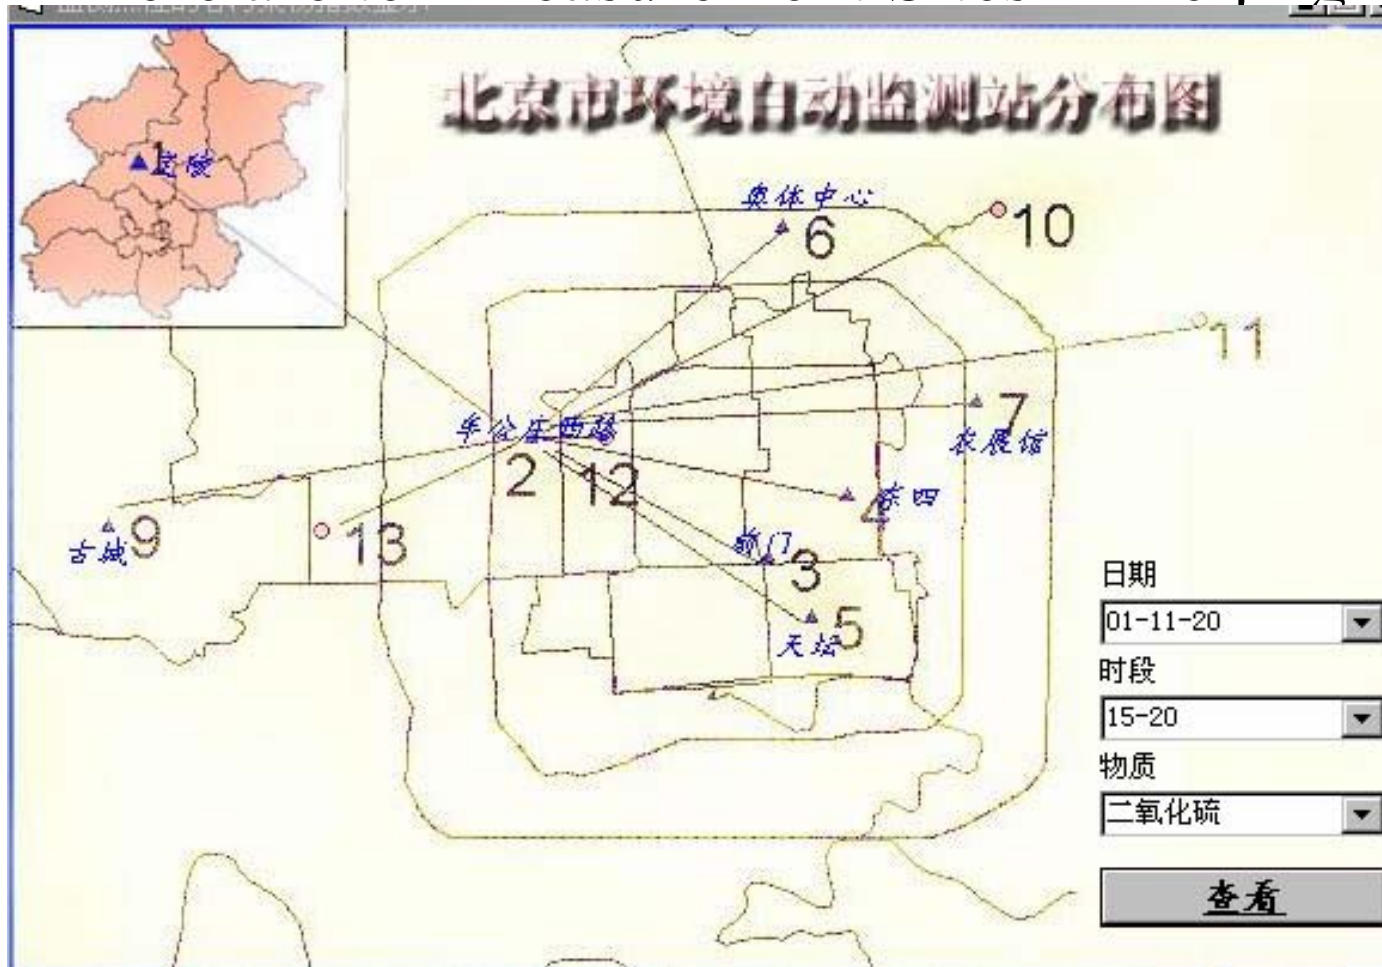 北京市环境自动监测站分布图
1
定陵
奥体中心
6
10
11
7
农展馆
车公庄西路
2
12
4
东四
9
古城
13
前门
3
5
天坛
日期
01-11-20
时段
15-20
物质
二氧化硫
查看